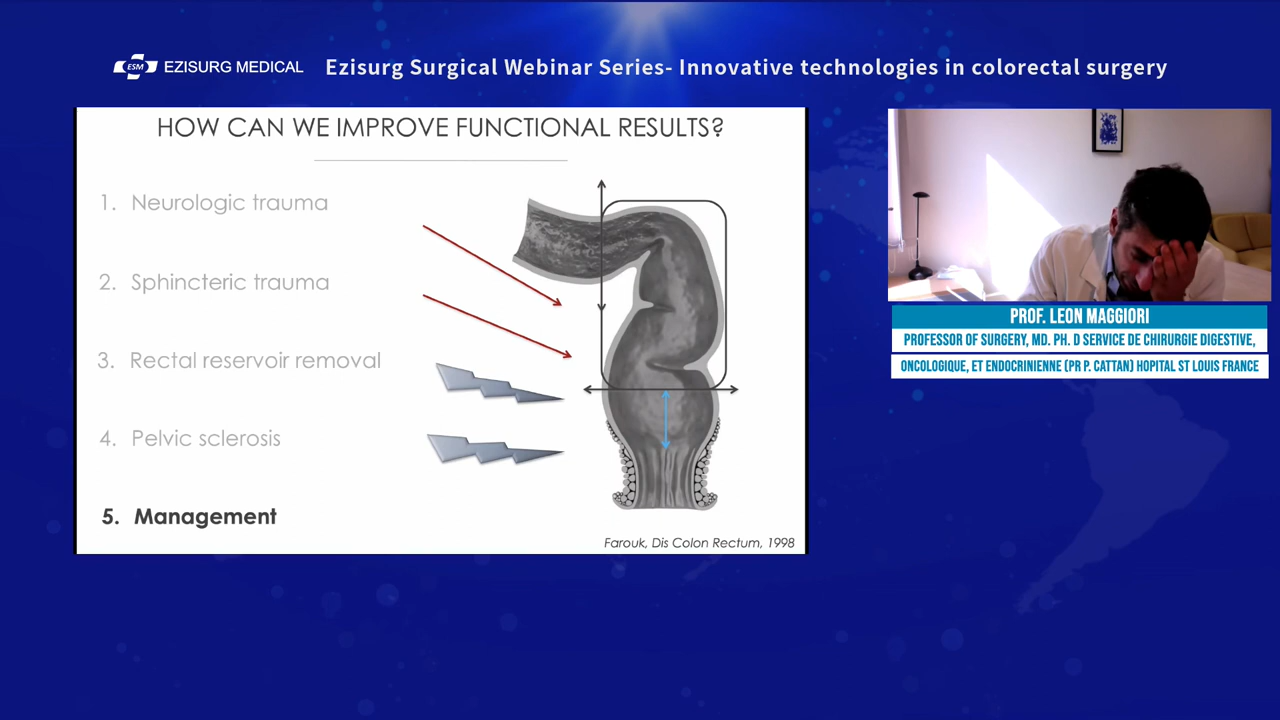 ESM EZISURG MEDICAL
Ezisurg Surgical Webinar Series- Innovative technologies in colorectal surgery
HOW CAN WE IMPROVE FUNCTIONAL RESULTS?
1. Neurologic trauma
2. Sphincteric trauma
3. Rectal reservoir removal
4. Pelvic sclerosis
5. Management
Farouk, Dis Colon Rectum, 1998
PROF. LEON MAGGIORI
PROFESSOR OF SURGERY, MD. PH. D SERVICE DE CHIRURGIE DIGESTIVE,
ONCOLOGIQUE, ET ENDOCRINIENNE (PR P. CATTAN) HOPITAL ST LOUIS FRANCE